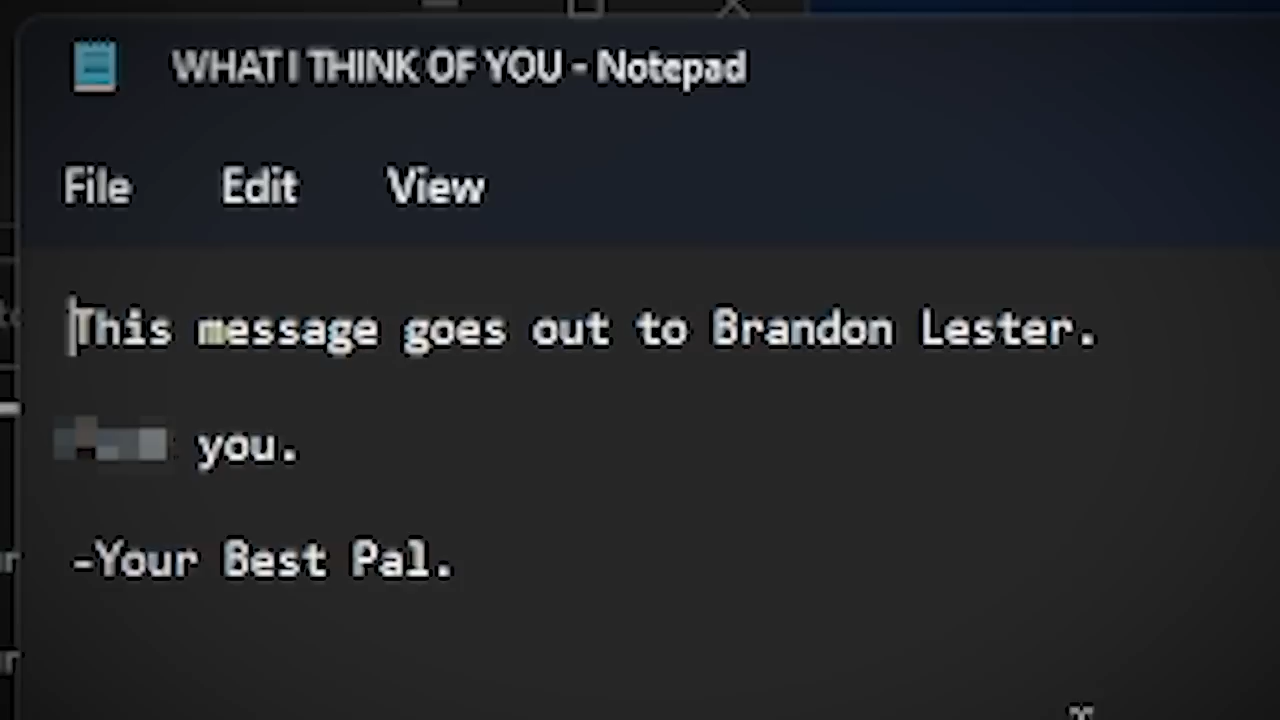 WHAT I THINK OF YOU - Notepad
File Edit View
This message goes out to Brandon Lester.
you.
-Your Best Pal.